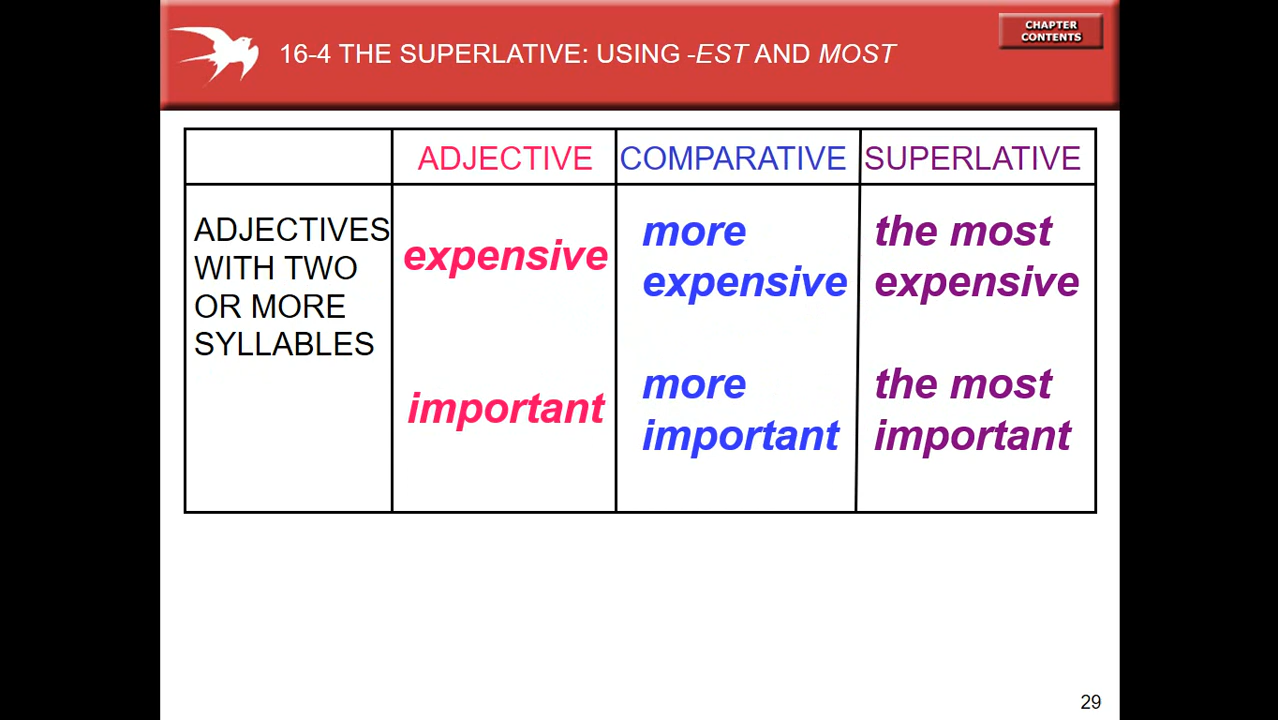 16-4 THE SUPERLATIVE: USING -EST AND MOST
CHAPTER
CONTENTS
ADJECTIVE COMPARATIVE SUPERLATIVE
ADJECTIVES
WITH TWO
OR MORE
SYLLABLES
expensive
more
expensive
the most
expensive
important
more
important
the most
important
29